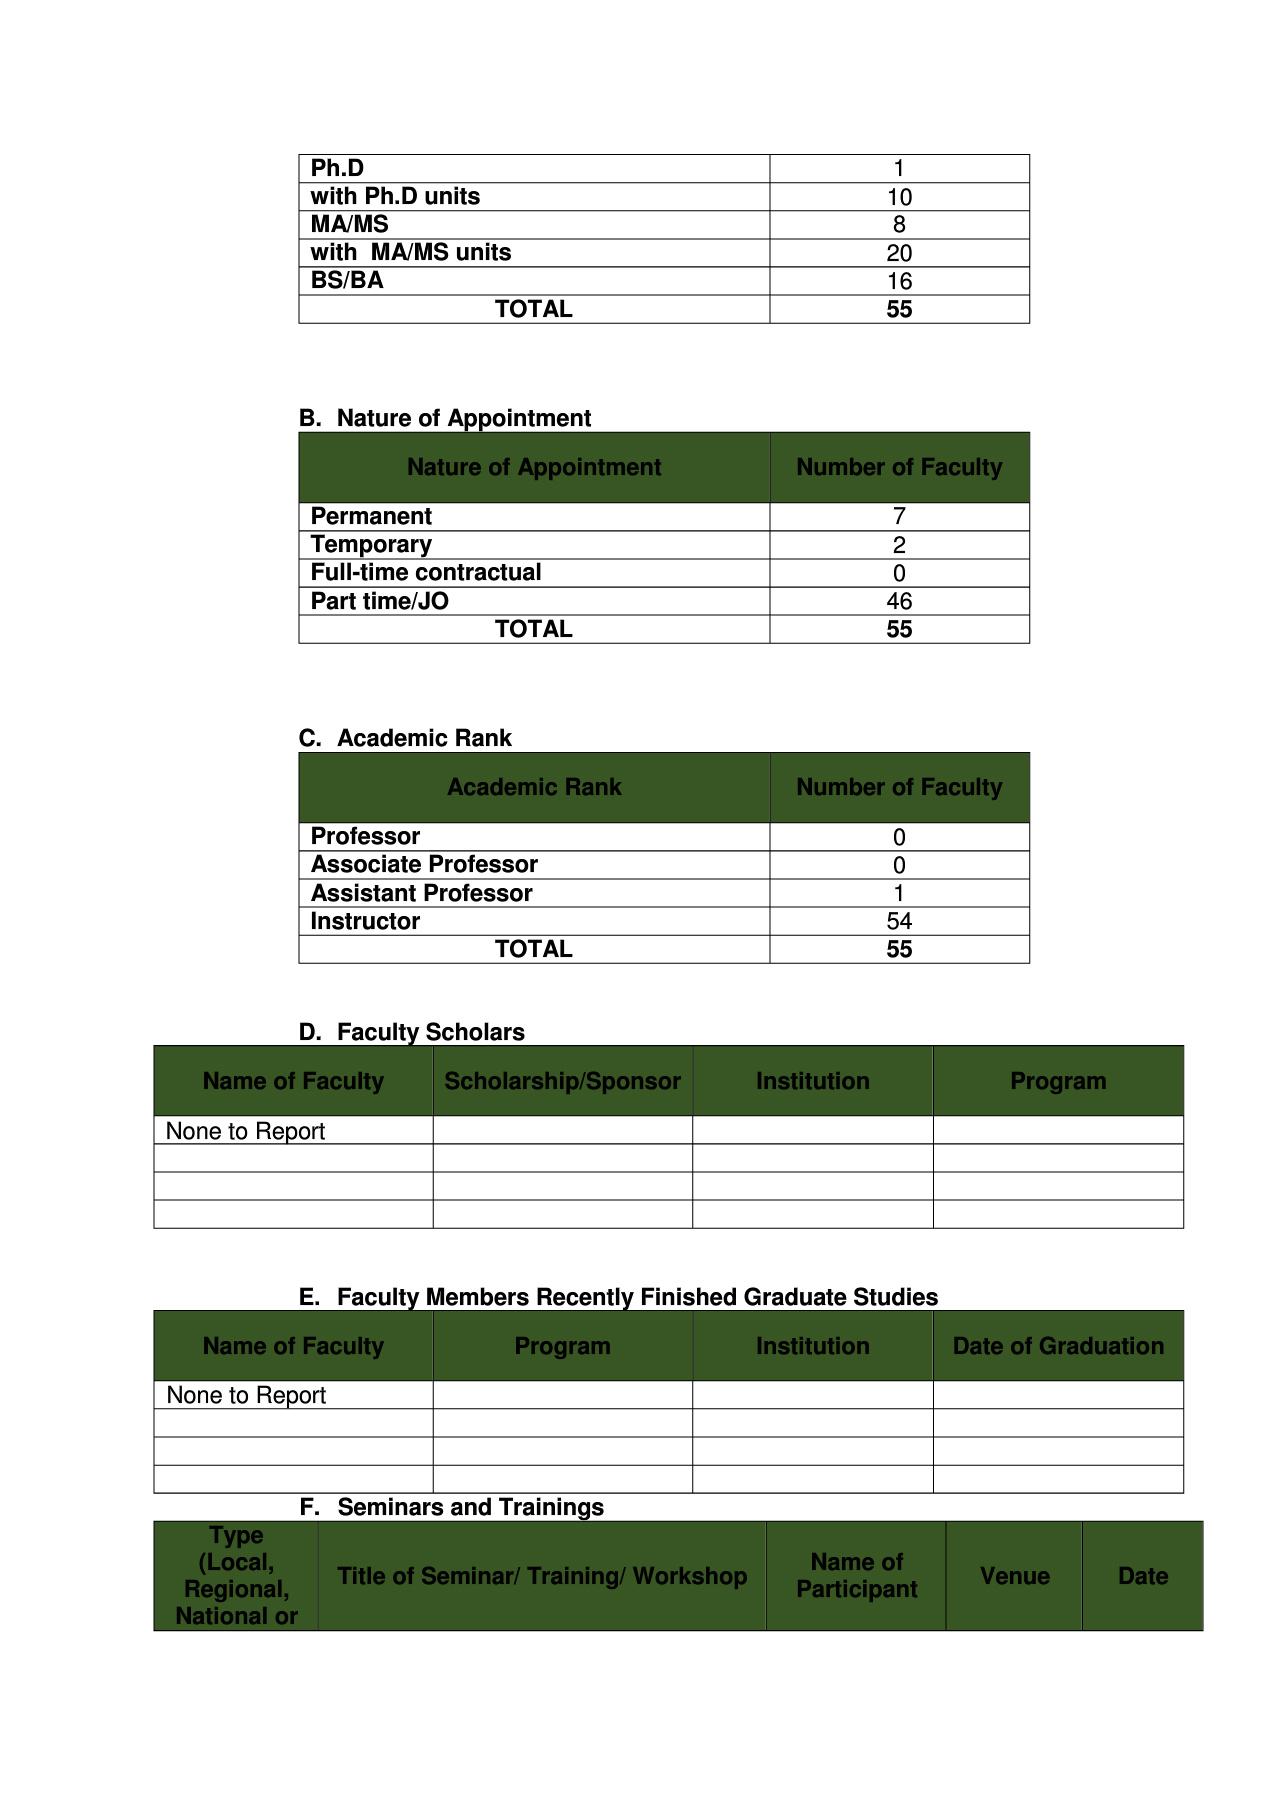 Ph.D 1
with Ph.D units 10
MA/MS 8
with  MA/MS units 20
BS/BA 16
TOTAL 55
B. Nature of Appointment
Nature of Appointment Number of Faculty
Permanent 7
Temporary 2
Full-time contractual 0
Part time/JO 46
TOTAL 55
C. Academic Rank
Academic Rank Number of Faculty
Professor 0
Associate Professor 0
Assistant Professor 1
Instructor 54
TOTAL 55
D. Faculty Scholars
Name of Faculty Scholarship/Sponsor Institution Program
None to Report
E. Faculty Members Recently Finished Graduate Studies
Name of Faculty Program Institution Date of Graduation
None to Report
F. Seminars and Trainings
Type
(Local,
Regional,
National or
Title of Seminar/ Training/ Workshop
Name of
Participant
Venue
Date